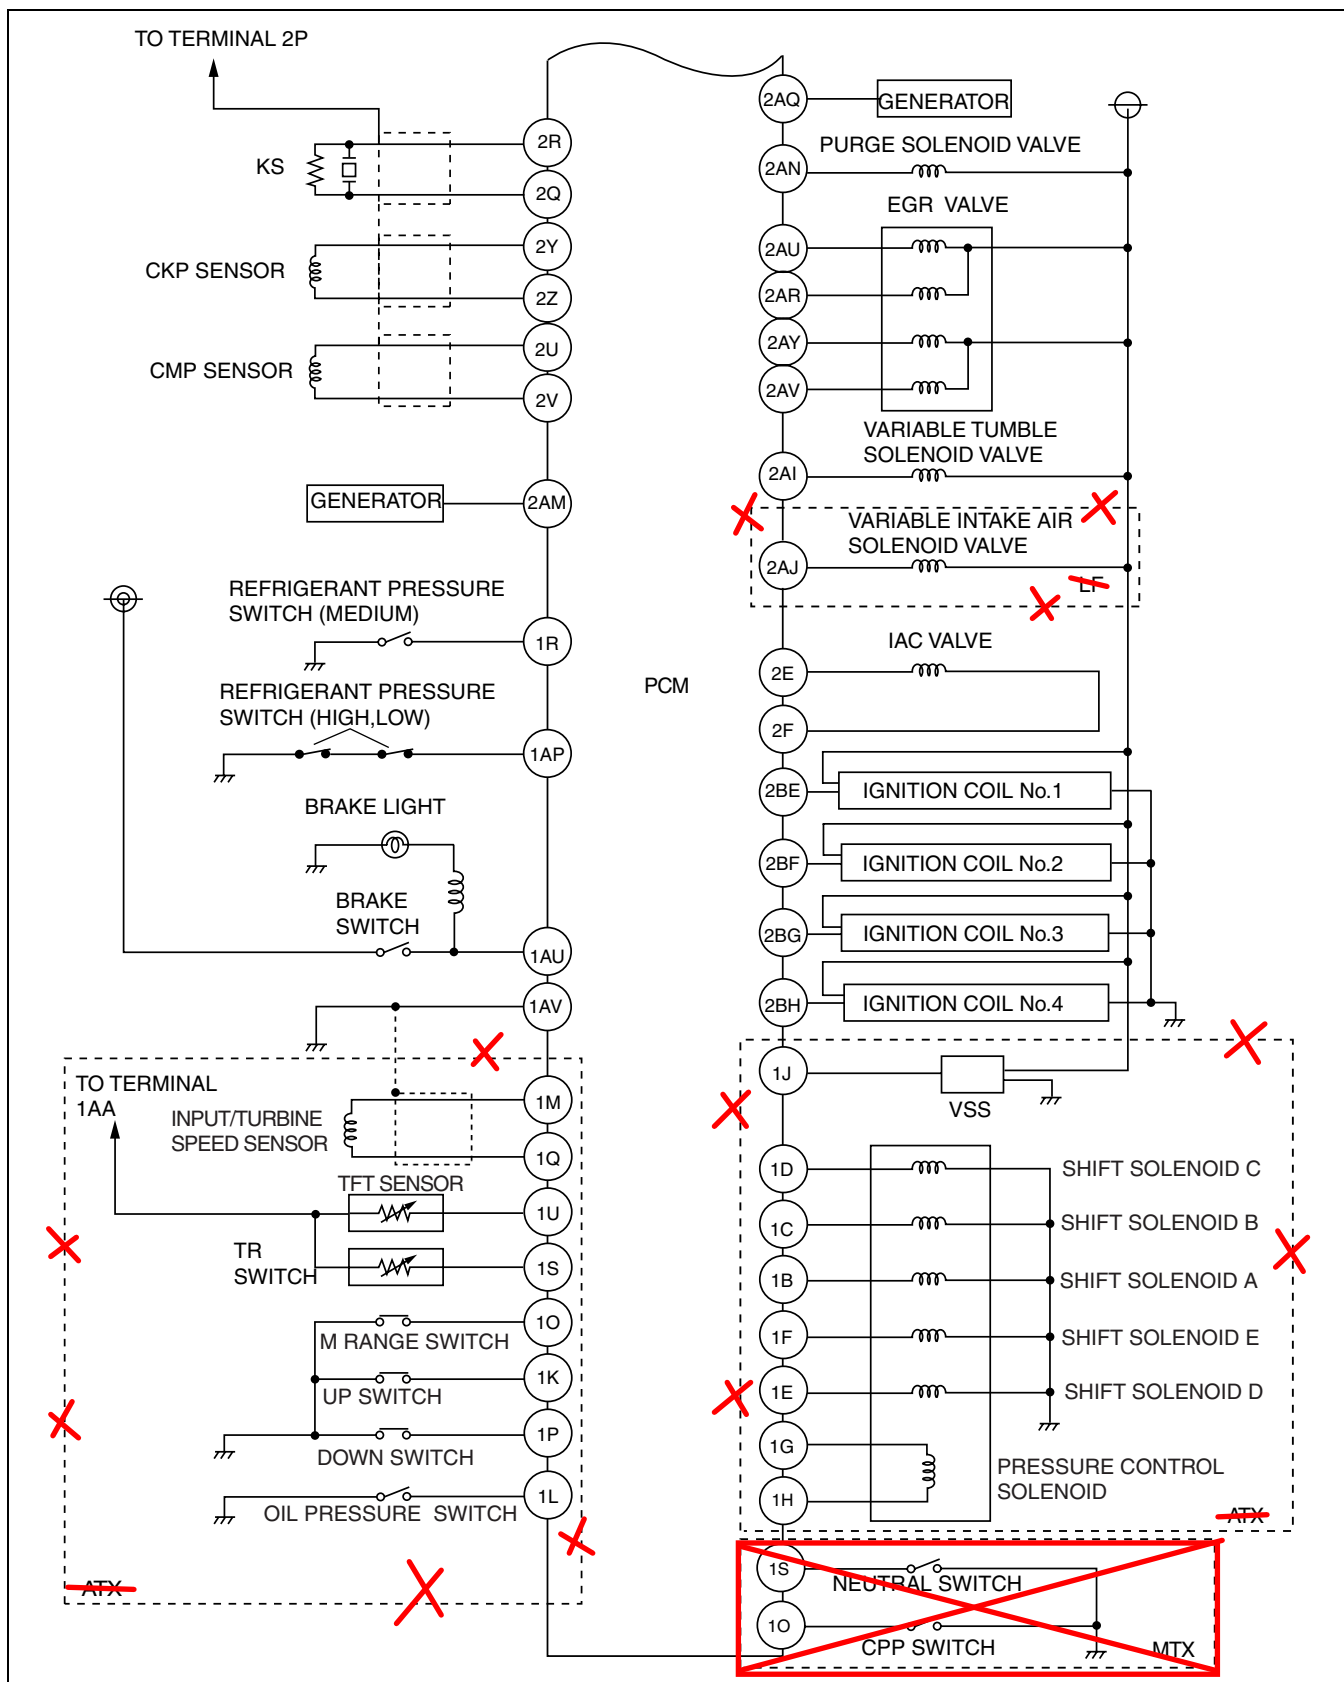 TO TERMINAL 2P
KS
2R
2Q
CKP SENSOR
2Y
2Z
CMP SENSOR
2U
2V
GENERATOR
2AM
REFRIGERANT PRESSURE
SWITCH (MEDIUM)
1R
REFRIGERANT PRESSURE
SWITCH (HIGH,LOW)
1AP
BRAKE LIGHT
BRAKE
SWITCH
1AU
1AV
TO TERMINAL
1AA
INPUT/TURBINE
SPEED SENSOR
1M
1Q
TFT SENSOR
1U
TR
SWITCH
1S
1O
M RANGE SWITCH
1K
UP SWITCH
1P
DOWN SWITCH
1L
OIL PRESSURE SWITCH
ATX
PCM
2AQ
GENERATOR
PURGE SOLENOID VALVE
2AN
EGR VALVE
2AU
2AR
2AY
2AV
VARIABLE TUMBLE
SOLENOID VALVE
2AI
VARIABLE INTAKE AIR
SOLENOID VALVE
2AJ
LF
IAC VALVE
2E
2F
2BE
IGNITION COIL No.1
2BF
IGNITION COIL No.2
2BG
IGNITION COIL No.3
2BH
IGNITION COIL No.4
1J
VSS
1D
SHIFT SOLENOID C
1C
SHIFT SOLENOID B
1B
SHIFT SOLENOID A
1F
SHIFT SOLENOID E
1E
SHIFT SOLENOID D
1G
PRESSURE CONTROL
SOLENOID
1H
ATX
1S
NEUTRAL SWITCH
1O
CPP SWITCH
MTX